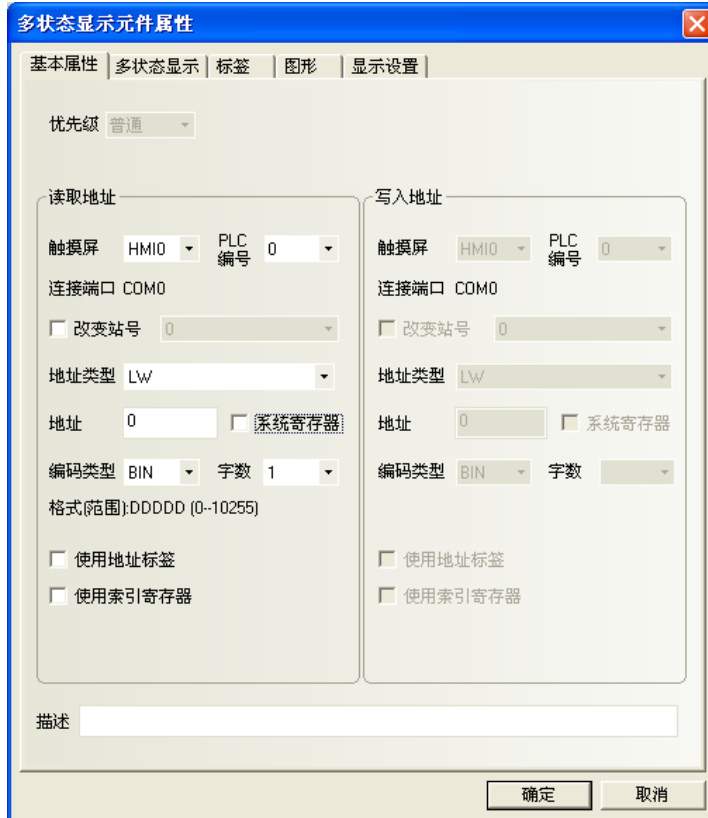 多状态显示元件属性
基本属性 多状态显示 标签 图形 显示设置
优先级 普通
读取地址
触摸屏 HMI0 PLC编号 0
连接端口 COM0
改变站号 0
地址类型 LW
地址 0 系统寄存器
编码类型 BIN 字数 1
格式(范围):DDDDD (0--10255)
使用地址标签
使用索引寄存器
写入地址
触摸屏 HMI0 PLC编号 0
连接端口 COM0
改变站号 0
地址类型 LW
地址 0 系统寄存器
编码类型 BIN 字数
使用地址标签
使用索引寄存器
描述
确定 取消